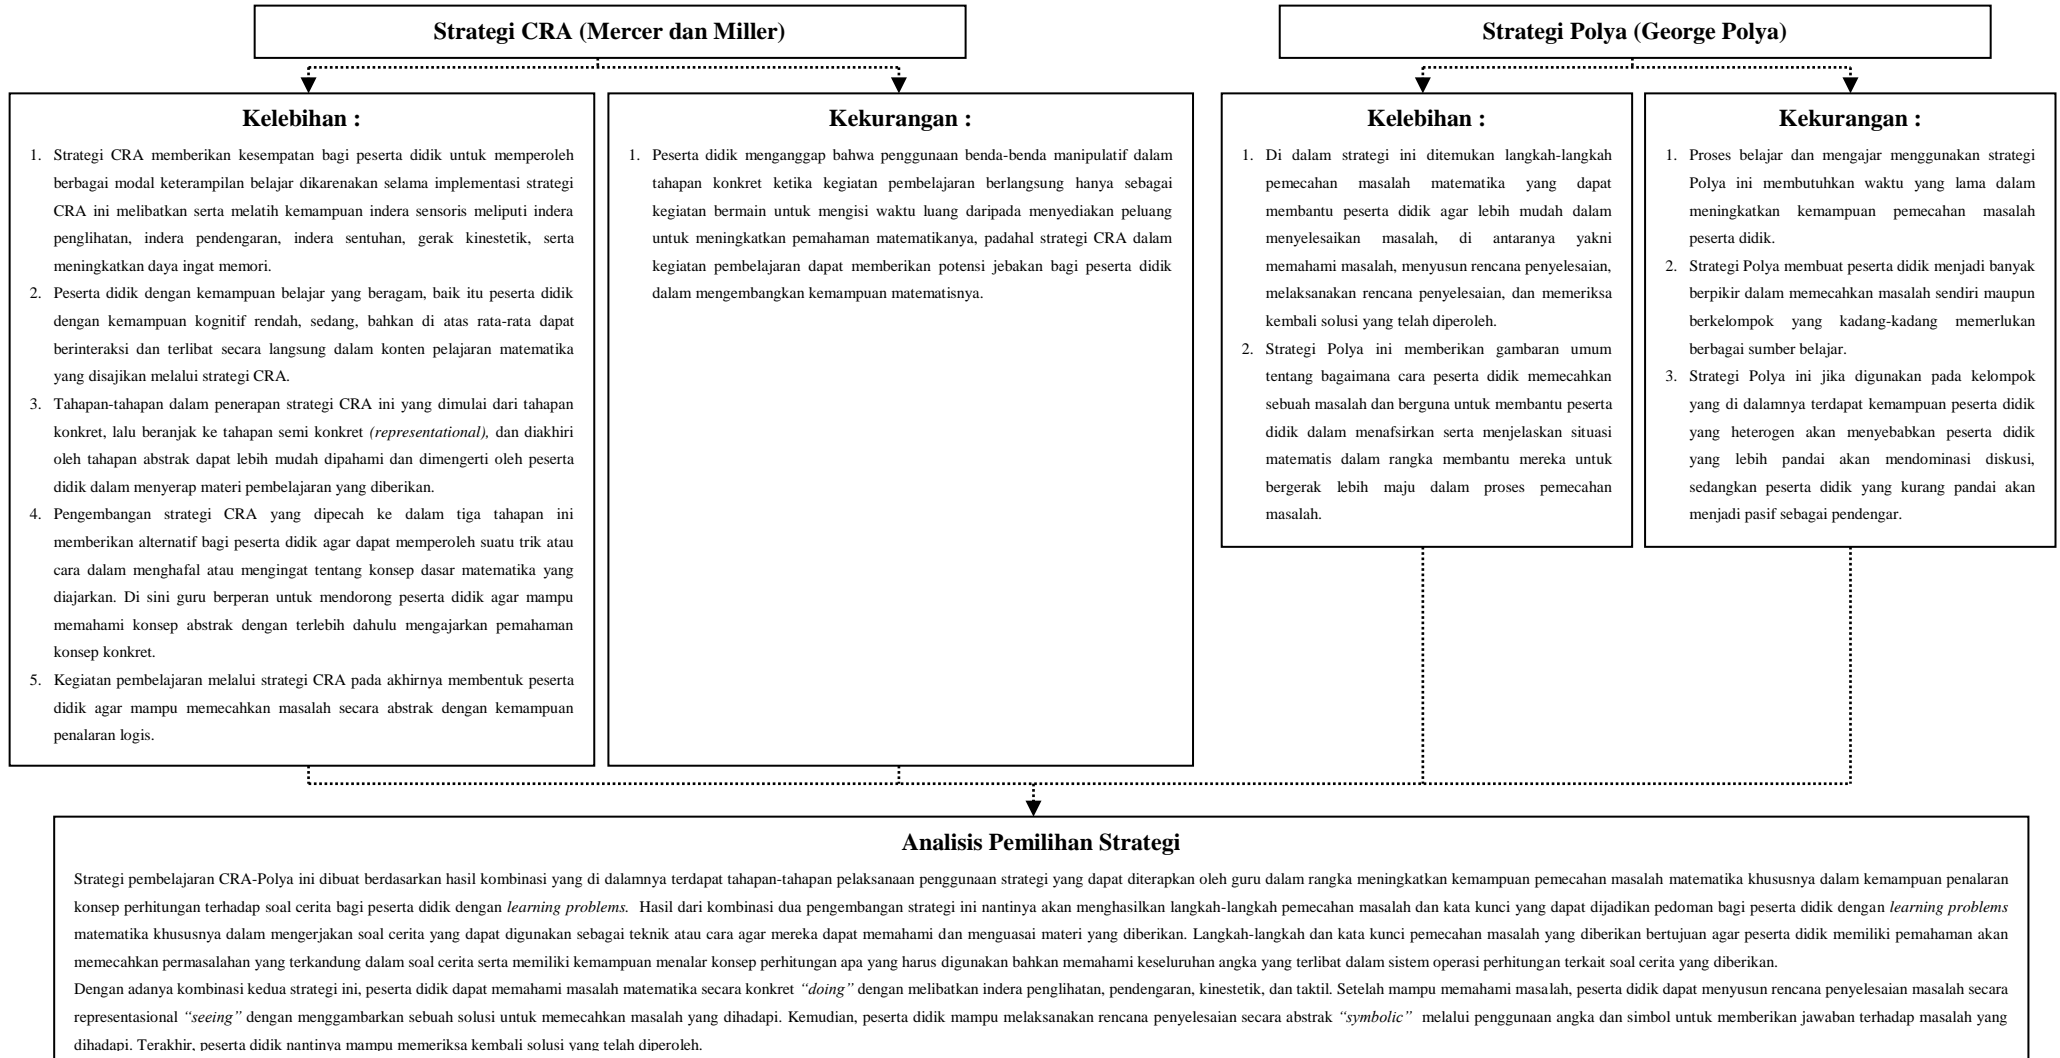 Strategi CRA (Mercer dan Miller)
Strategi Polya (George Polya)
Kelebihan :
1. Strategi CRA memberikan kesempatan bagi peserta didik untuk memperoleh
berbagai modal keterampilan belajar dikarenakan selama implementasi strategi
CRA ini melibatkan serta melatih kemampuan indera sensoris meliputi indera
penglihatan, indera pendengaran, indera sentuhan, gerak kinestetik, serta
meningkatkan daya ingat memori.
2. Peserta didik dengan kemampuan belajar yang beragam, baik itu peserta didik
dengan kemampuan kognitif rendah, sedang, bahkan di atas rata-rata dapat
berinteraksi dan terlibat secara langsung dalam konten pelajaran matematika
yang disajikan melalui strategi CRA.
3. Tahapan-tahapan dalam penerapan strategi CRA ini yang dimulai dari tahapan
konkret, lalu beranjak ke tahapan semi konkret (representational), dan diakhiri
oleh tahapan abstrak dapat lebih mudah dipahami dan dimengerti oleh peserta
didik dalam menyerap materi pembelajaran yang diberikan.
4. Pengembangan strategi CRA yang dipecah ke dalam tiga tahapan ini
memberikan alternatif bagi peserta didik agar dapat memperoleh suatu trik atau
cara dalam menghafal atau mengingat tentang konsep dasar matematika yang
diajarkan. Di sini guru berperan untuk mendorong peserta didik agar mampu
memahami konsep abstrak dengan terlebih dahulu mengajarkan pemahaman
konsep konkret.
5. Kegiatan pembelajaran melalui strategi CRA pada akhirnya membentuk peserta
didik agar mampu memecahkan masalah secara abstrak dengan kemampuan
penalaran logis.
Kekurangan :
1. Peserta didik menganggap bahwa penggunaan benda-benda manipulatif dalam
tahapan konkret ketika kegiatan pembelajaran berlangsung hanya sebagai
kegiatan bermain untuk mengisi waktu luang daripada menyediakan peluang
untuk meningkatkan pemahaman matematikanya, padahal strategi CRA dalam
kegiatan pembelajaran dapat memberikan potensi jebakan bagi peserta didik
dalam mengembangkan kemampuan matematisnya.
Kelebihan :
1. Di dalam strategi ini ditemukan langkah-langkah
pemecahan masalah matematika yang dapat
membantu peserta didik agar lebih mudah dalam
menyelesaikan masalah, di antaranya yakni
memahami masalah, menyusun rencana penyelesaian,
melaksanakan rencana penyelesaian, dan memeriksa
kembali solusi yang telah diperoleh.
2. Strategi Polya ini memberikan gambaran umum
tentang bagaimana cara peserta didik memecahkan
sebuah masalah dan berguna untuk membantu peserta
didik dalam menafsirkan serta menjelaskan situasi
matematis dalam rangka membantu mereka untuk
bergerak lebih maju dalam proses pemecahan
masalah.
Kekurangan :
1. Proses belajar dan mengajar menggunakan strategi
Polya ini membutuhkan waktu yang lama dalam
meningkatkan kemampuan pemecahan masalah
peserta didik.
2. Strategi Polya membuat peserta didik menjadi banyak
berpikir dalam memecahkan masalah sendiri maupun
berkelompok yang kadang-kadang memerlukan
berbagai sumber belajar.
3. Strategi Polya ini jika digunakan pada kelompok
yang di dalamnya terdapat kemampuan peserta didik
yang heterogen akan menyebabkan peserta didik
yang lebih pandai akan mendominasi diskusi,
sedangkan peserta didik yang kurang pandai akan
menjadi pasif sebagai pendengar.
Analisis Pemilihan Strategi
Strategi pembelajaran CRA-Polya ini dibuat berdasarkan hasil kombinasi yang di dalamnya terdapat tahapan-tahapan pelaksanaan penggunaan strategi yang dapat diterapkan oleh guru dalam rangka meningkatkan kemampuan pemecahan masalah matematika khususnya dalam kemampuan penalaran
konsep perhitungan terhadap soal cerita bagi peserta didik dengan learning problems. Hasil dari kombinasi dua pengembangan strategi ini nantinya akan menghasilkan langkah-langkah pemecahan masalah dan kata kunci yang dapat dijadikan pedoman bagi peserta didik dengan learning problems
matematika khususnya dalam mengerjakan soal cerita yang dapat digunakan sebagai teknik atau cara agar mereka dapat memahami dan menguasai materi yang diberikan. Langkah-langkah dan kata kunci pemecahan masalah yang diberikan bertujuan agar peserta didik memiliki pemahaman akan
memecahkan permasalahan yang terkandung dalam soal cerita serta memiliki kemampuan menalar konsep perhitungan apa yang harus digunakan bahkan memahami keseluruhan angka yang terlibat dalam sistem operasi perhitungan terkait soal cerita yang diberikan.
Dengan adanya kombinasi kedua strategi ini, peserta didik dapat memahami masalah matematika secara konkret “doing” dengan melibatkan indera penglihatan, pendengaran, kinestetik, dan taktil. Setelah mampu memahami masalah, peserta didik dapat menyusun rencana penyelesaian masalah secara
representasional “seeing” dengan menggambarkan sebuah solusi untuk memecahkan masalah yang dihadapi. Kemudian, peserta didik mampu melaksanakan rencana penyelesaian secara abstrak “symbolic” melalui penggunaan angka dan simbol untuk memberikan jawaban terhadap masalah yang
dihadapi. Terakhir, peserta didik nantinya mampu memeriksa kembali solusi yang telah diperoleh.